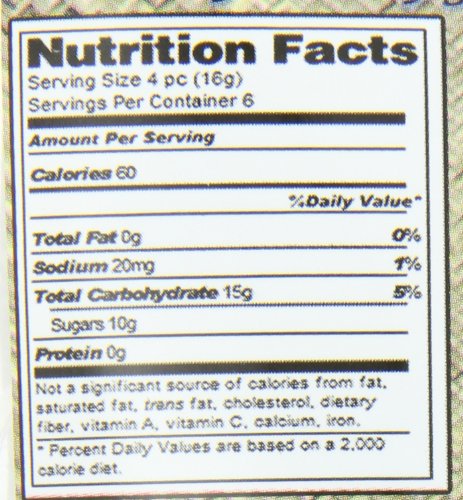 Nutrition Facts
Serving Size 4 pc (16g)
Servings Per Container 6
Amount Per Serving
Calories 60
%Daily Value*
Total Fat 0g 0%
Sodium 20mg 1%
Total Carbohydrate 15g 5%
Sugars 10g
Protein 0g
Not a significant source of calories from fat,
saturated fat, trans fat, cholesterol, dietary
fiber, vitamin A, vitamin C, calcium, iron.
* Percent Daily Values are based on a 2,000
calorie diet.